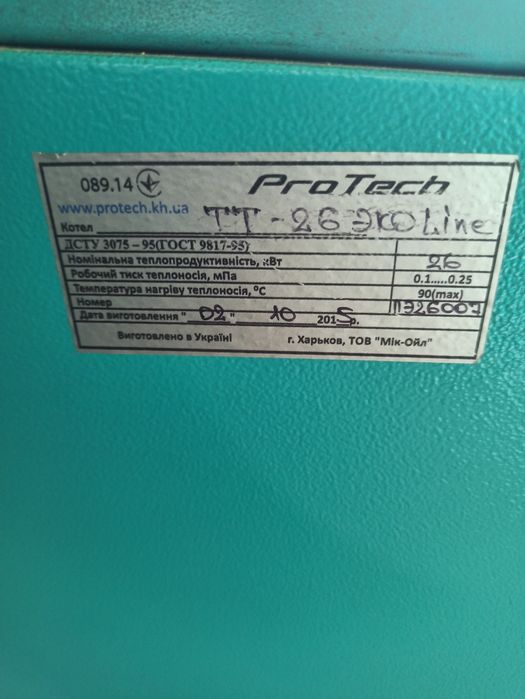 089.14 ProTech
www.protech.kh.ua
Котел ТТ-26 ЭКО Line
ДСТУ 3075 – 95(ГОСТ 9817-95)
Номінальна теплопродуктивність, кВт 26
Робочий тиск теплоносія, мПа 0.1.....0.25
Температура нагріву теплоносія, °С 90(max)
Номер
Дата виготовлення "02" 10 2015р.
Виготовлено в Україні г. Харьков, ТОВ "Мік-Ойл"